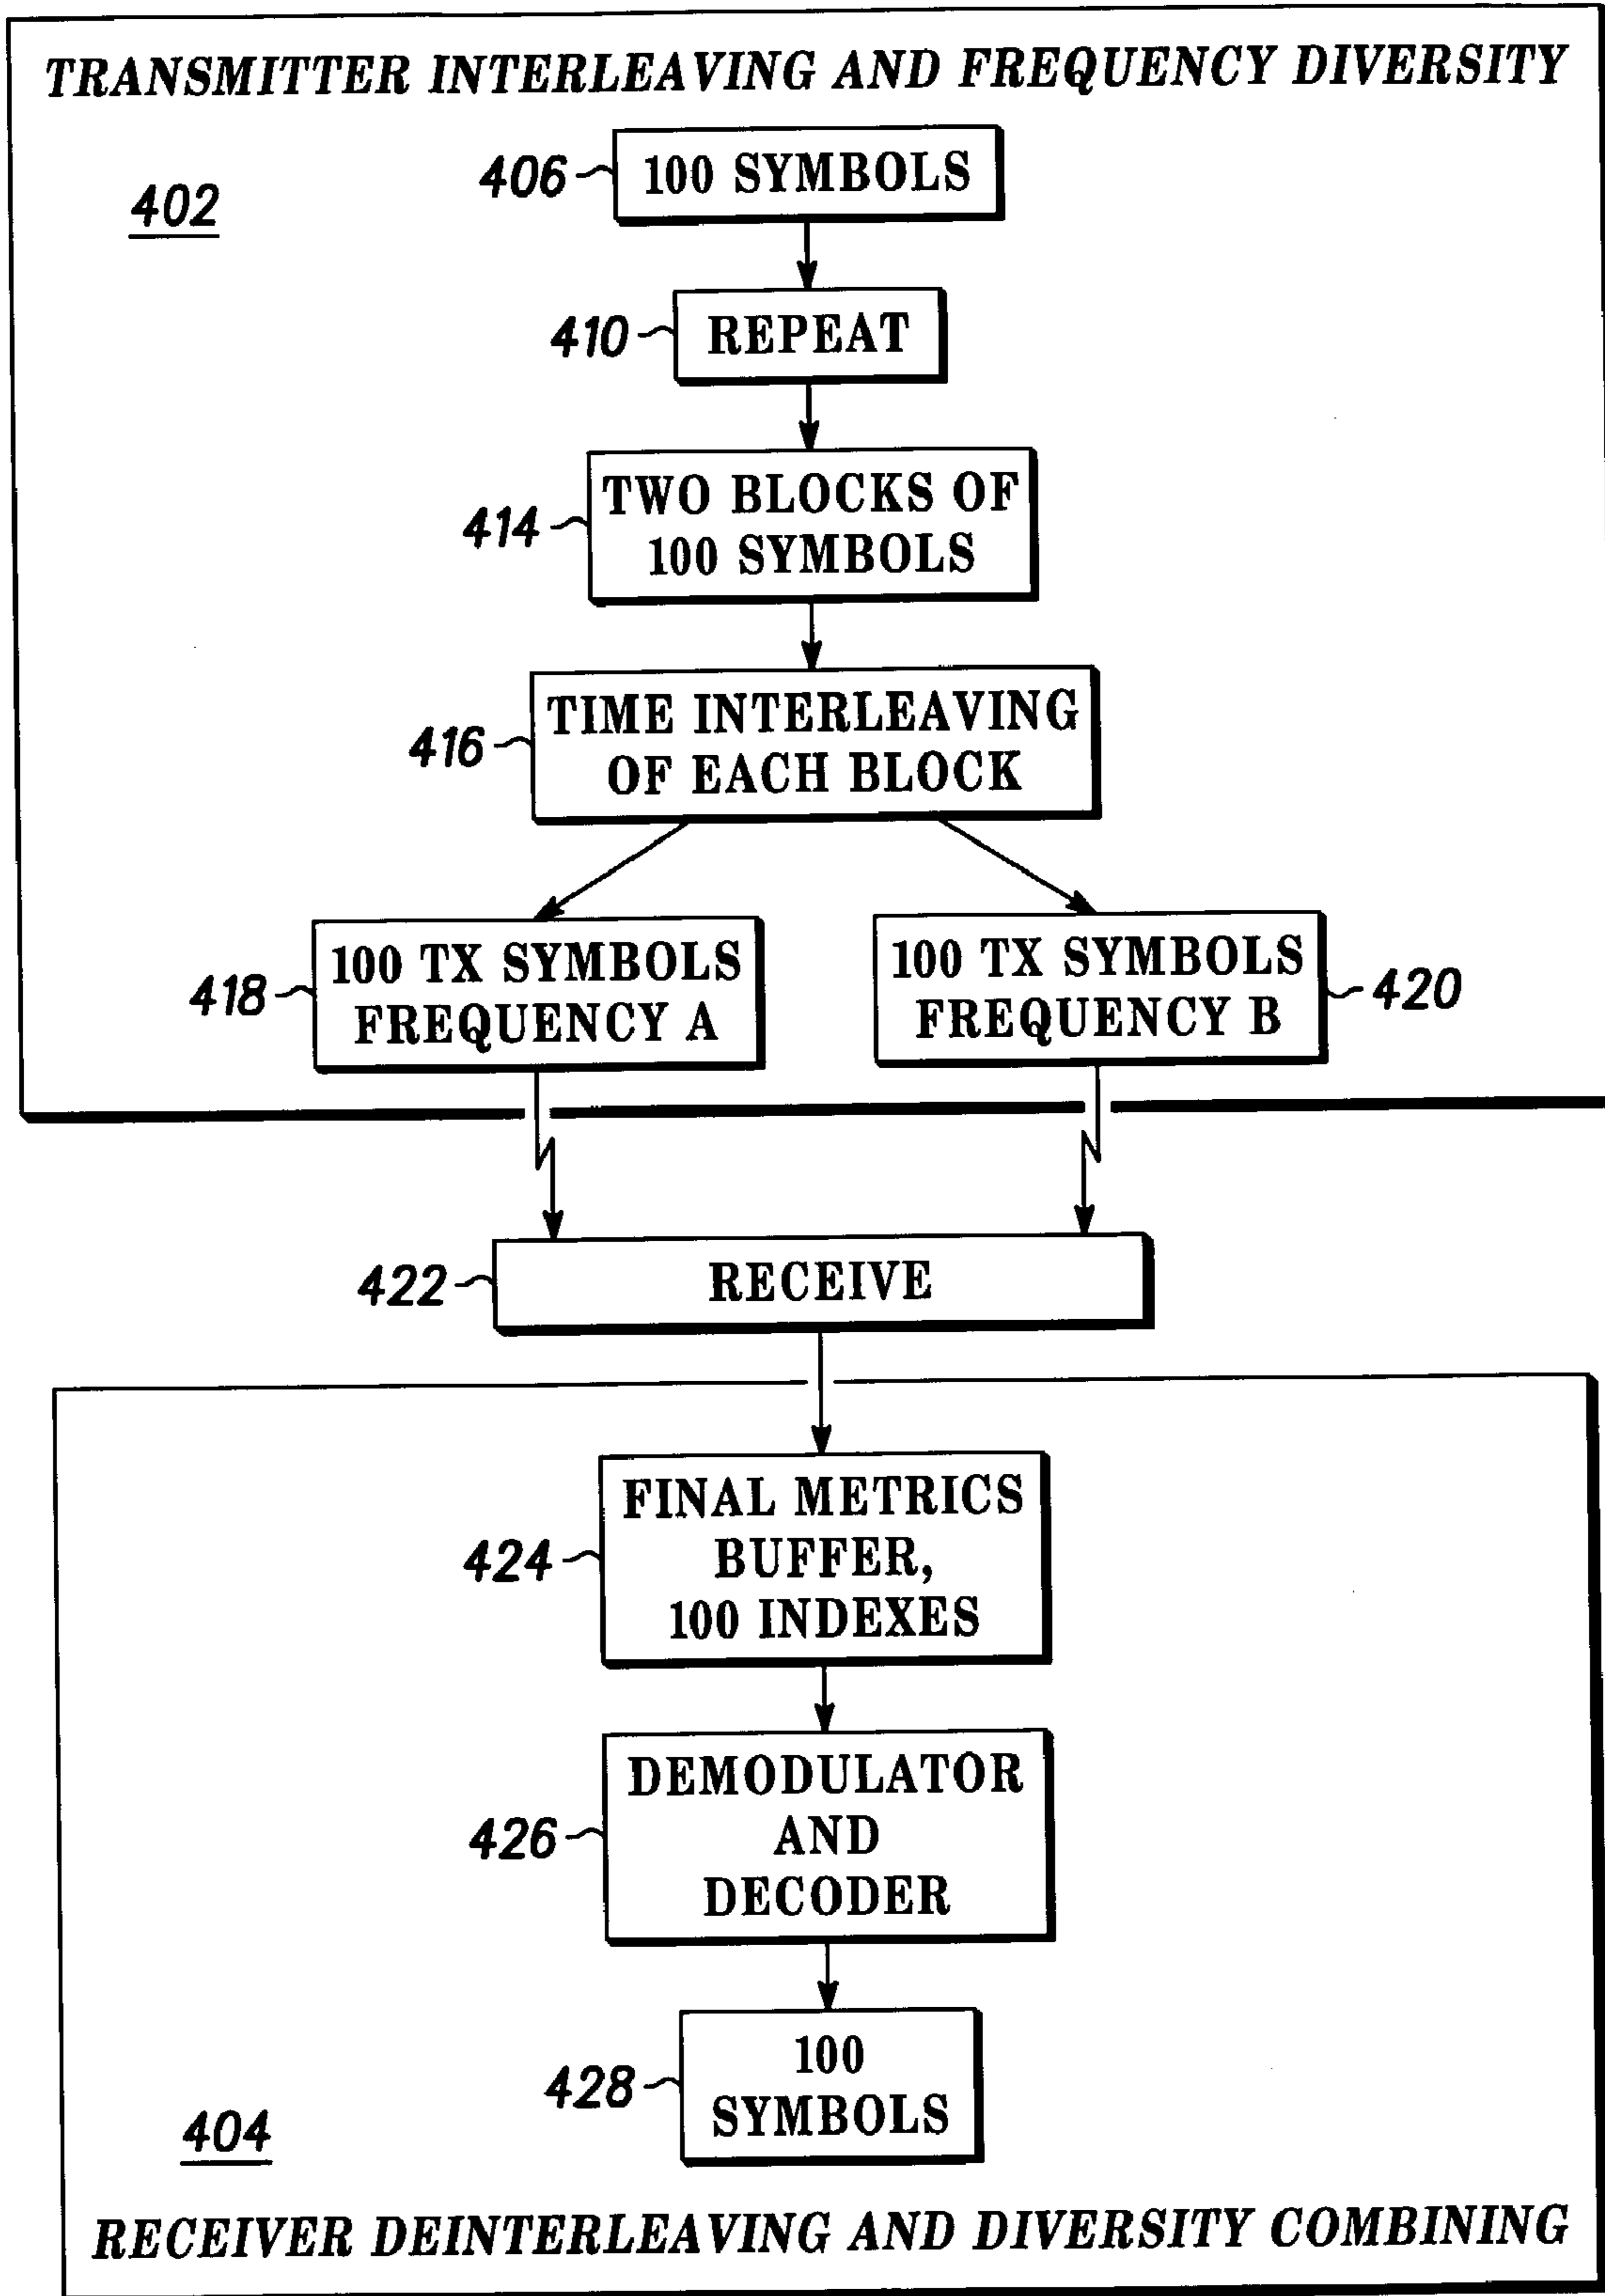 TRANSMITTER INTERLEAVING AND FREQUENCY DIVERSITY
402
406
100 SYMBOLS
410
REPEAT
414
TWO BLOCKS OF
100 SYMBOLS
416
TIME INTERLEAVING
OF EACH BLOCK
418
100 TX SYMBOLS
FREQUENCY A
100 TX SYMBOLS
FREQUENCY B
420
422
RECEIVE
424
FINAL METRICS
BUFFER,
100 INDEXES
426
DEMODULATOR
AND
DECODER
428
100
SYMBOLS
404
RECEIVER DEINTERLEAVING AND DIVERSITY COMBINING